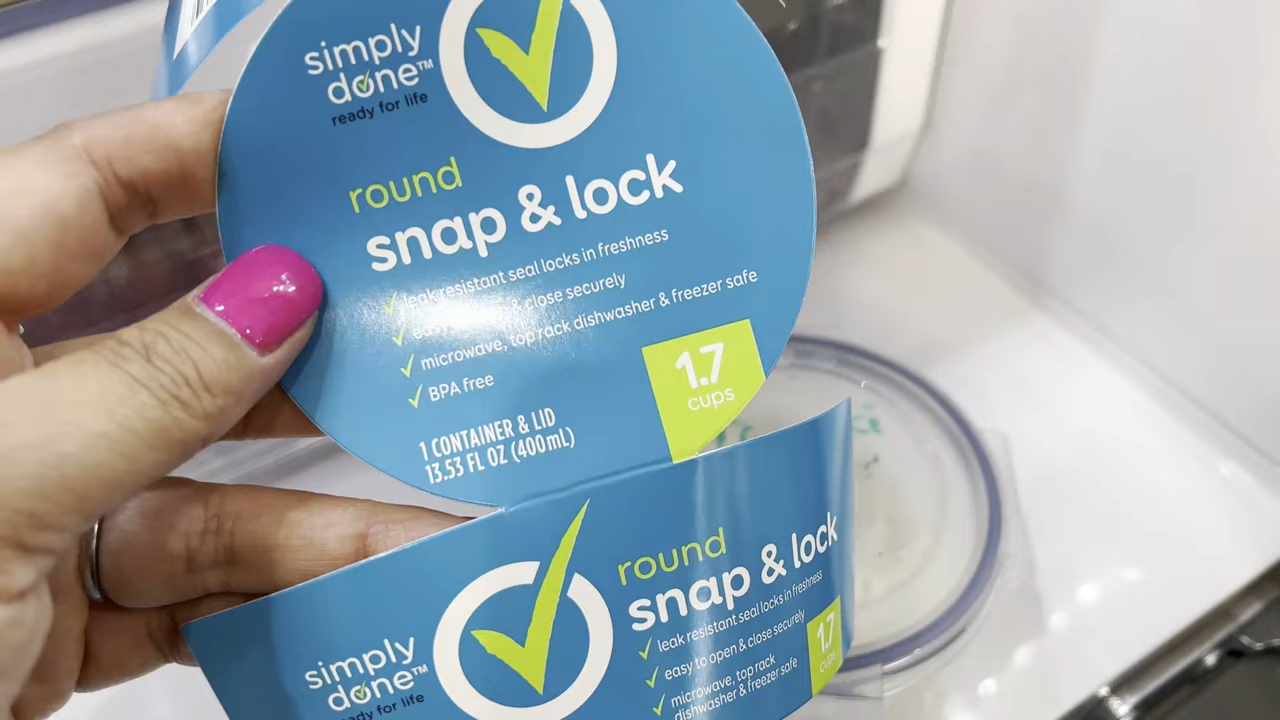 simply
done™
ready for life
round
snap & lock
leak resistant seal locks in freshness
easy & close securely
microwave, top rack dishwasher & freezer safe
BPA free
1.7
cups
1 CONTAINER & LID
13.53 FL OZ (400mL)
round
snap & lock
leak resistant seal locks in freshness
easy to open & close securely
microwave, top rack
dishwasher & freezer safe
1.7
cups
simply
done™
ready for life